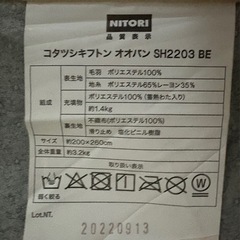 NITORI
品質表示
コタツシキフトン オオバン SH2203 BE
組成
表生地
毛羽 ポリエステル100%
地糸 ポリエステル65%レーヨン35%
充填物
ポリエステル100%(蓄熱わた入り)
約1.4kg
裏生地
不織布(ポリエステル100%)
滑り止め 塩化ビニル樹脂
サイズ 約200×260cm
全体重量 約3.2kg
取り扱い表示
W
Lot.NT.
20220913